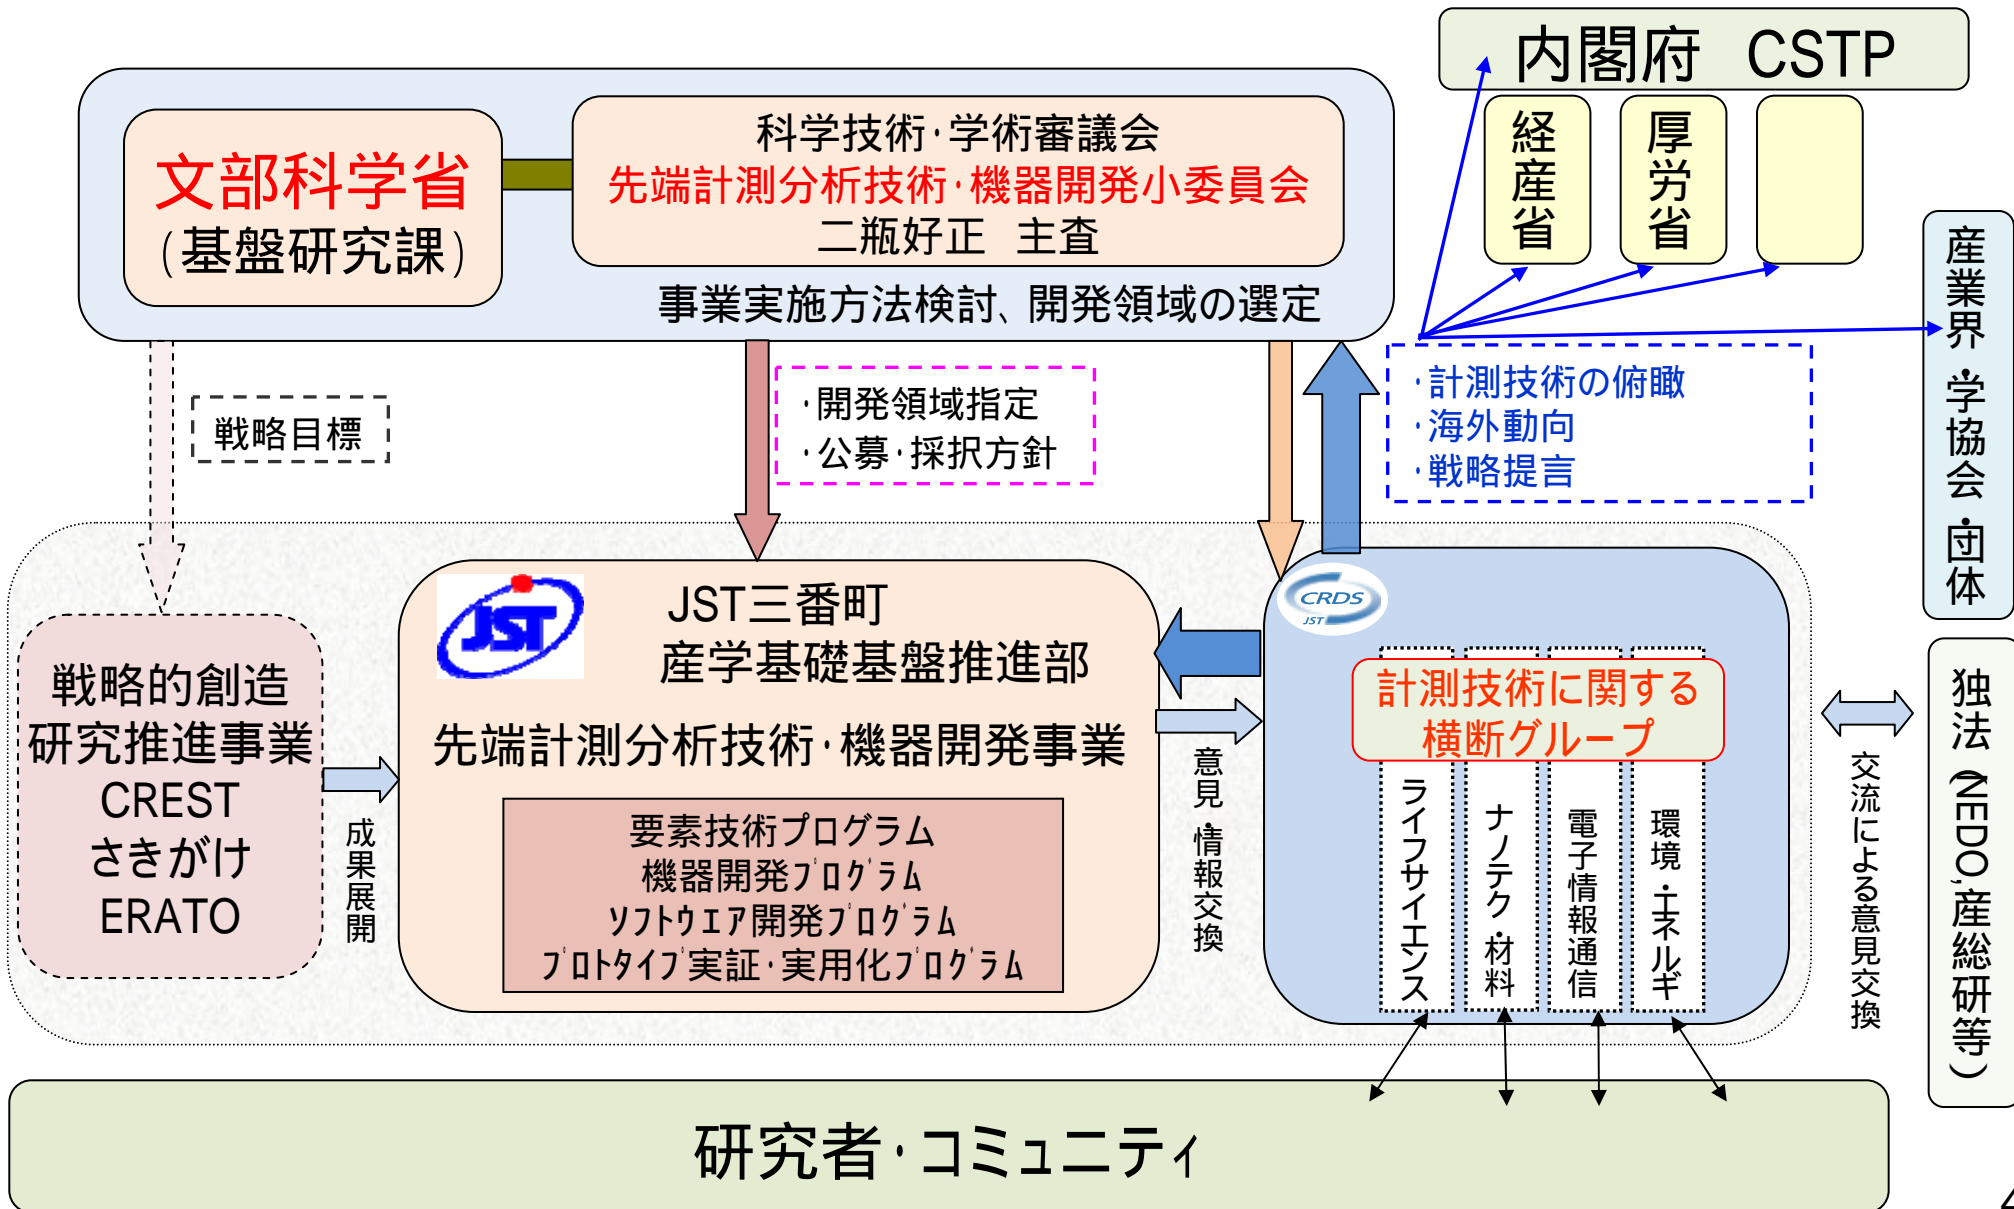 内閣府 CSTP
経産省
厚労省
文部科学省
(基盤研究課)
科学技術・学術審議会
先端計測分析技術・機器開発小委員会
二瓶好正 主査
事業実施方法検討、開発領域の選定
産業界・学協会・団体
戦略目標
・開発領域指定
・公募・採択方針
・計測技術の俯瞰
・海外動向
・戦略提言
戦略的創造
研究推進事業
CREST
さきがけ
ERATO
成果展開
JST
JST三番町
産学基礎基盤推進部
先端計測分析技術・機器開発事業
要素技術プログラム
機器開発プログラム
ソフトウエア開発プログラム
プロトタイプ実証・実用化プログラム
意見・情報交換
CRDS
JST
計測技術に関する
横断グループ
ライフサイエンス
ナノテク・材料
電子情報通信
環境・エネルギ
交流による意見交換
独法(NEDO,産総研等)
研究者・コミュニティ